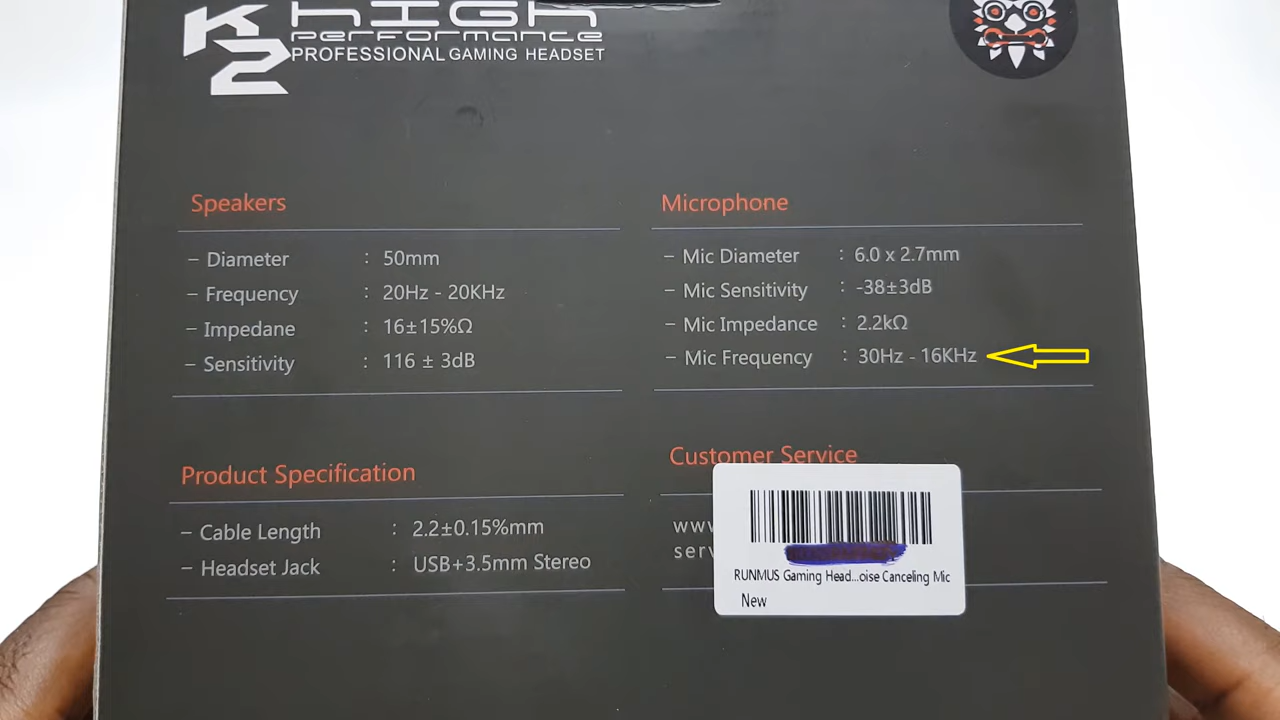 K2 hIGh
performance
PROFESSIONAL GAMING HEADSET
Speakers
– Diameter : 50mm
– Frequency : 20Hz - 20KHz
– Impedane : 16±15%Ω
– Sensitivity : 116 ± 3dB
Microphone
– Mic Diameter : 6.0 x 2.7mm
– Mic Sensitivity : -38±3dB
– Mic Impedance : 2.2kΩ
– Mic Frequency : 30Hz - 16KHz
Product Specification
– Cable Length : 2.2±0.15%mm
– Headset Jack : USB+3.5mm Stereo
Customer Service
RUNMUS Gaming Head...oise Canceling Mic
New